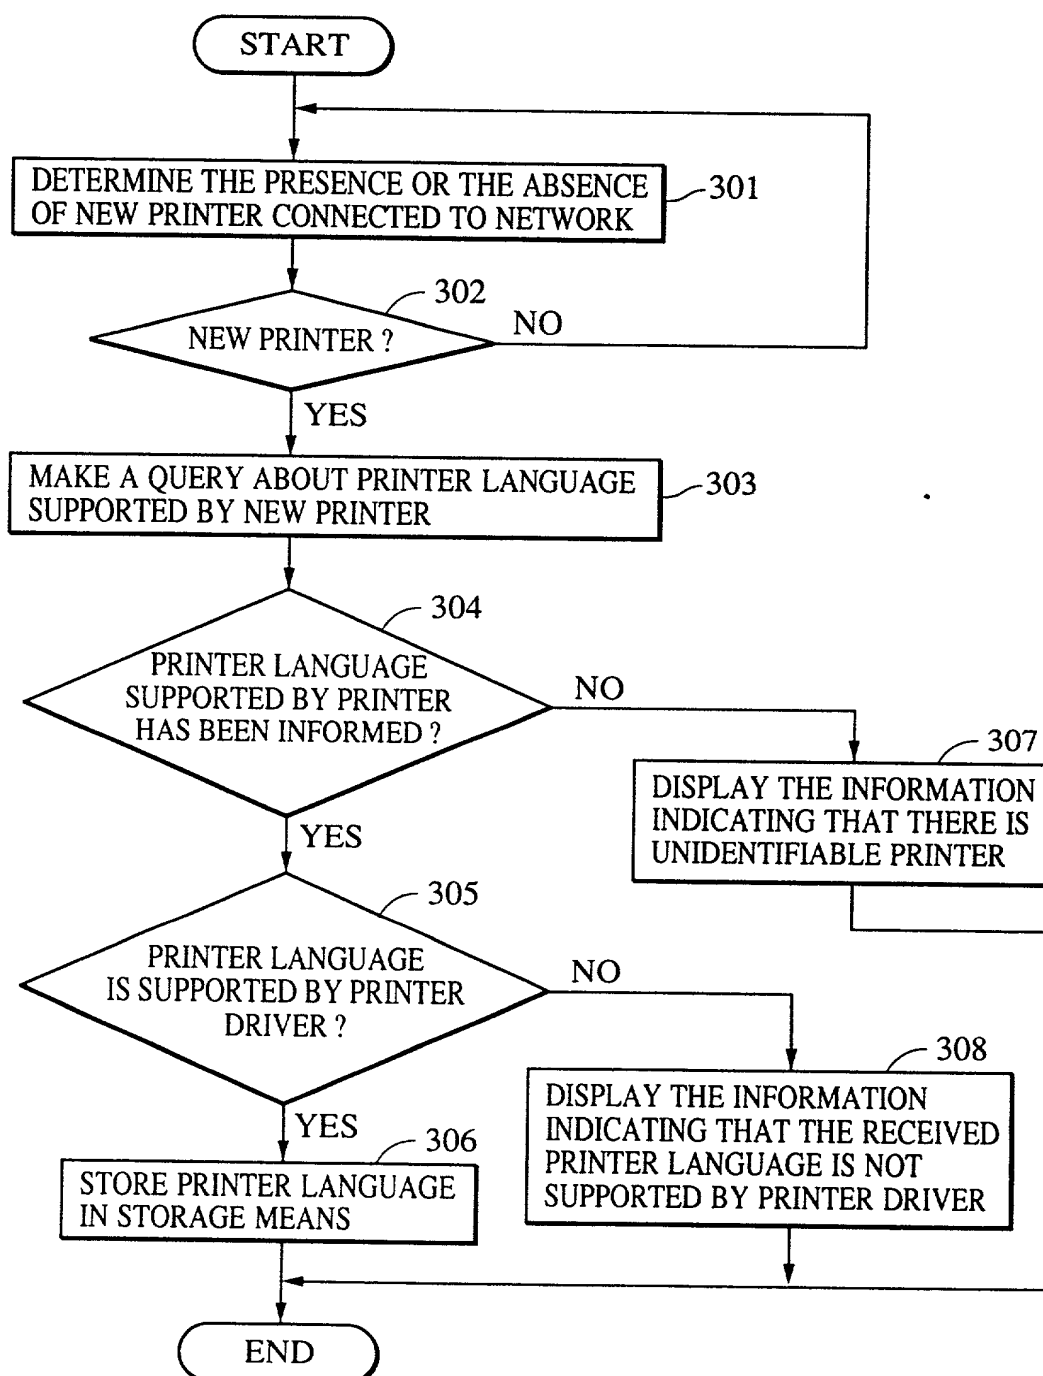 START
DETERMINE THE PRESENCE OR THE ABSENCE
OF NEW PRINTER CONNECTED TO NETWORK
301
302
NEW PRINTER ?
NO
YES
MAKE A QUERY ABOUT PRINTER LANGUAGE
SUPPORTED BY NEW PRINTER
303
304
PRINTER LANGUAGE
SUPPORTED BY PRINTER
HAS BEEN INFORMED ?
NO
307
DISPLAY THE INFORMATION
INDICATING THAT THERE IS
UNIDENTIFIABLE PRINTER
YES
305
PRINTER LANGUAGE
IS SUPPORTED BY PRINTER
DRIVER ?
NO
308
DISPLAY THE INFORMATION
INDICATING THAT THE RECEIVED
PRINTER LANGUAGE IS NOT
SUPPORTED BY PRINTER DRIVER
YES
306
STORE PRINTER LANGUAGE
IN STORAGE MEANS
END